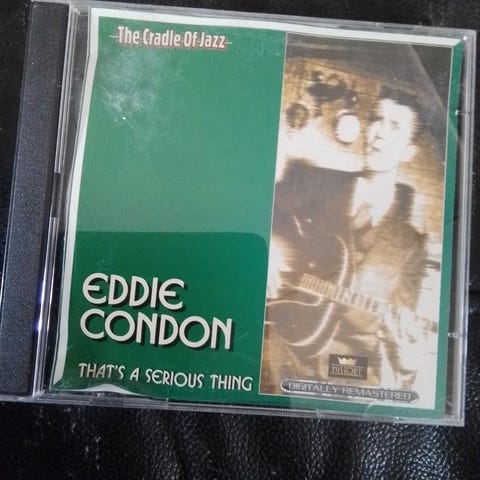 The Cradle Of Jazz
EDDIE
CONDON
THAT'S A SERIOUS THING
HISTORY
DIGITALLY REMASTERED